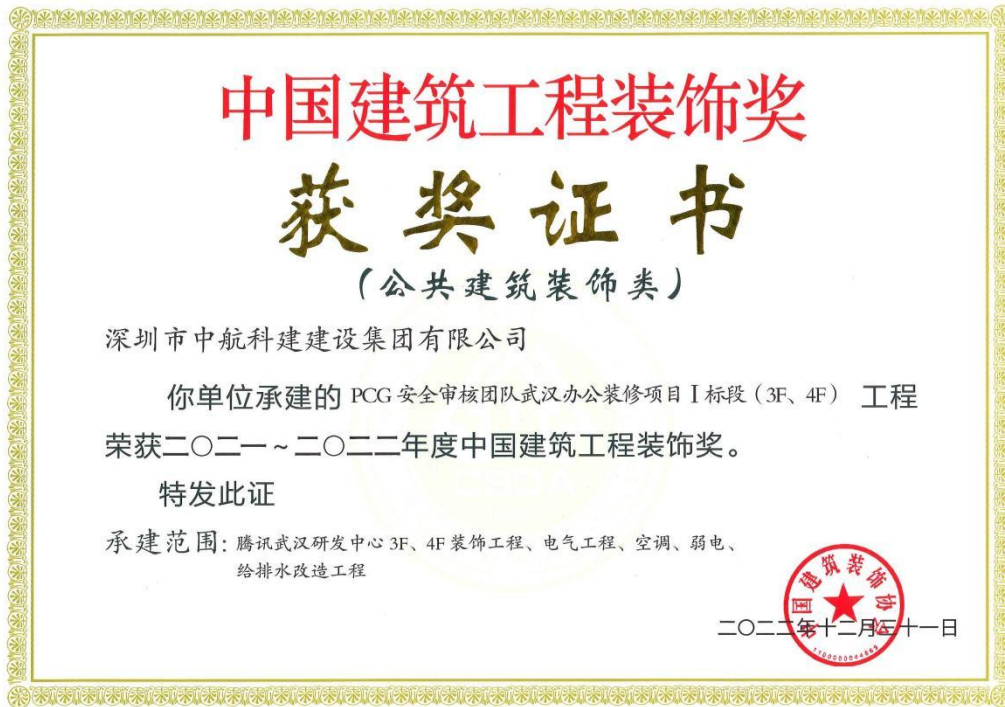 中国建筑工程装饰奖
获奖证书
(公共建筑装饰类)
深圳市中航科建建设集团有限公司
你单位承建的 PCG 安全审核团队武汉办公装修项目 I 标段(3F、4F) 工程
荣获二〇二一~二〇二二年度中国建筑工程装饰奖。
特发此证
承建范围: 腾讯武汉研发中心 3F、4F 装饰工程、电气工程、空调、弱电、
给排水改造工程
中国建筑装饰协会
二〇二二年十二月三十一日